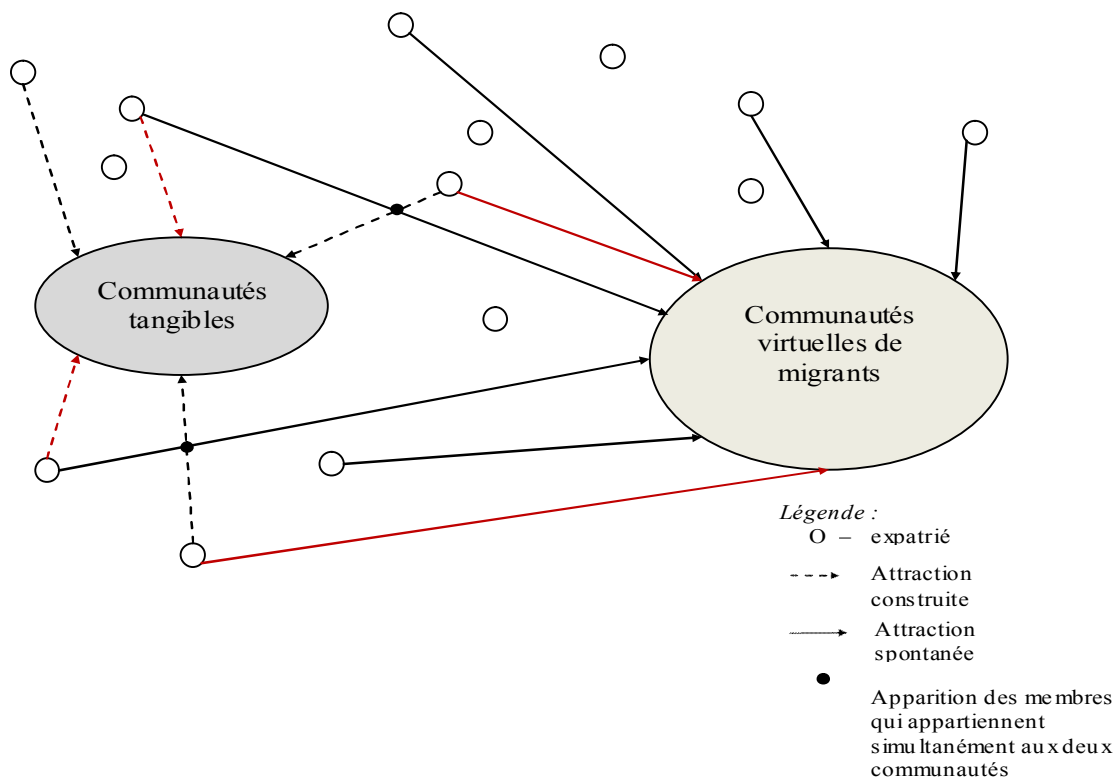 Communautés
tangibles
Communautés
virtuelles de
migrants
Légende :
O – expatrié
Attraction
construite
Attraction
spontanée
Apparition des membres
qui appartiennent
simultanément aux deux
communautés